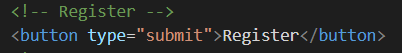 <!-- Register -->
<button type="submit">Register</button>